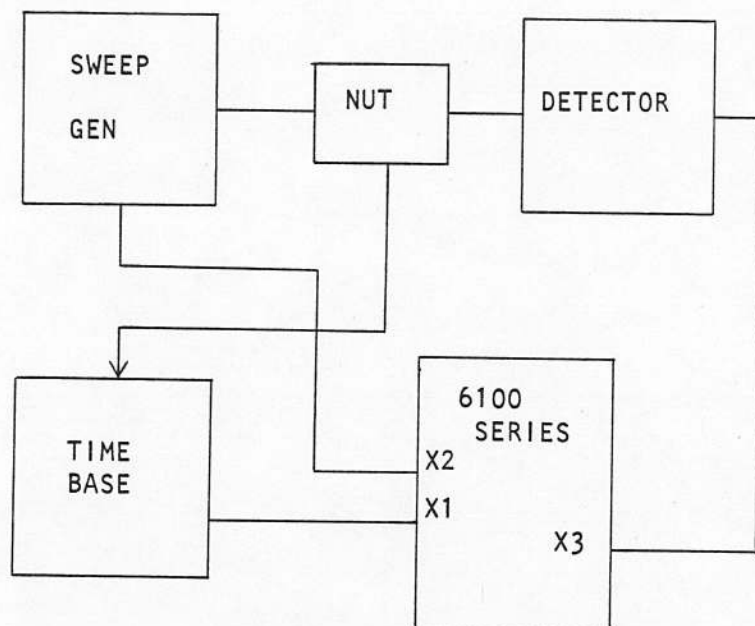 SWEEP
GEN
NUT
DETECTOR
TIME
BASE
6100
SERIES
X2
X1
X3